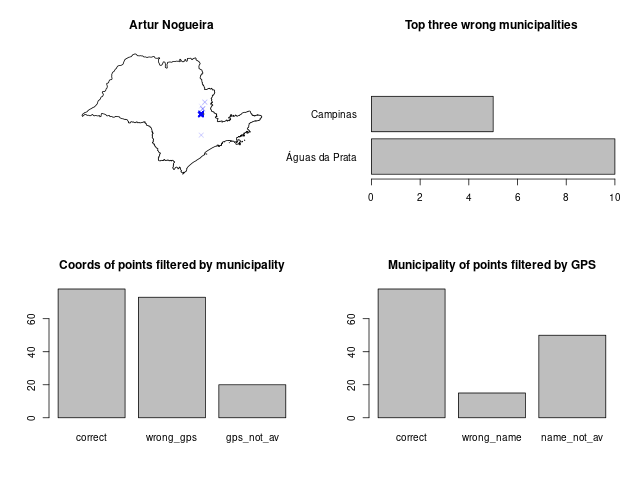 Artur Nogueira
Top three wrong municipalities
Campinas
Águas da Prata
0 2 4 6 8 10
Coords of points filtered by municipality
0 20 40 60
correct wrong_gps gps_not_av
Municipality of points filtered by GPS
0 20 40 60
correct wrong_name name_not_av